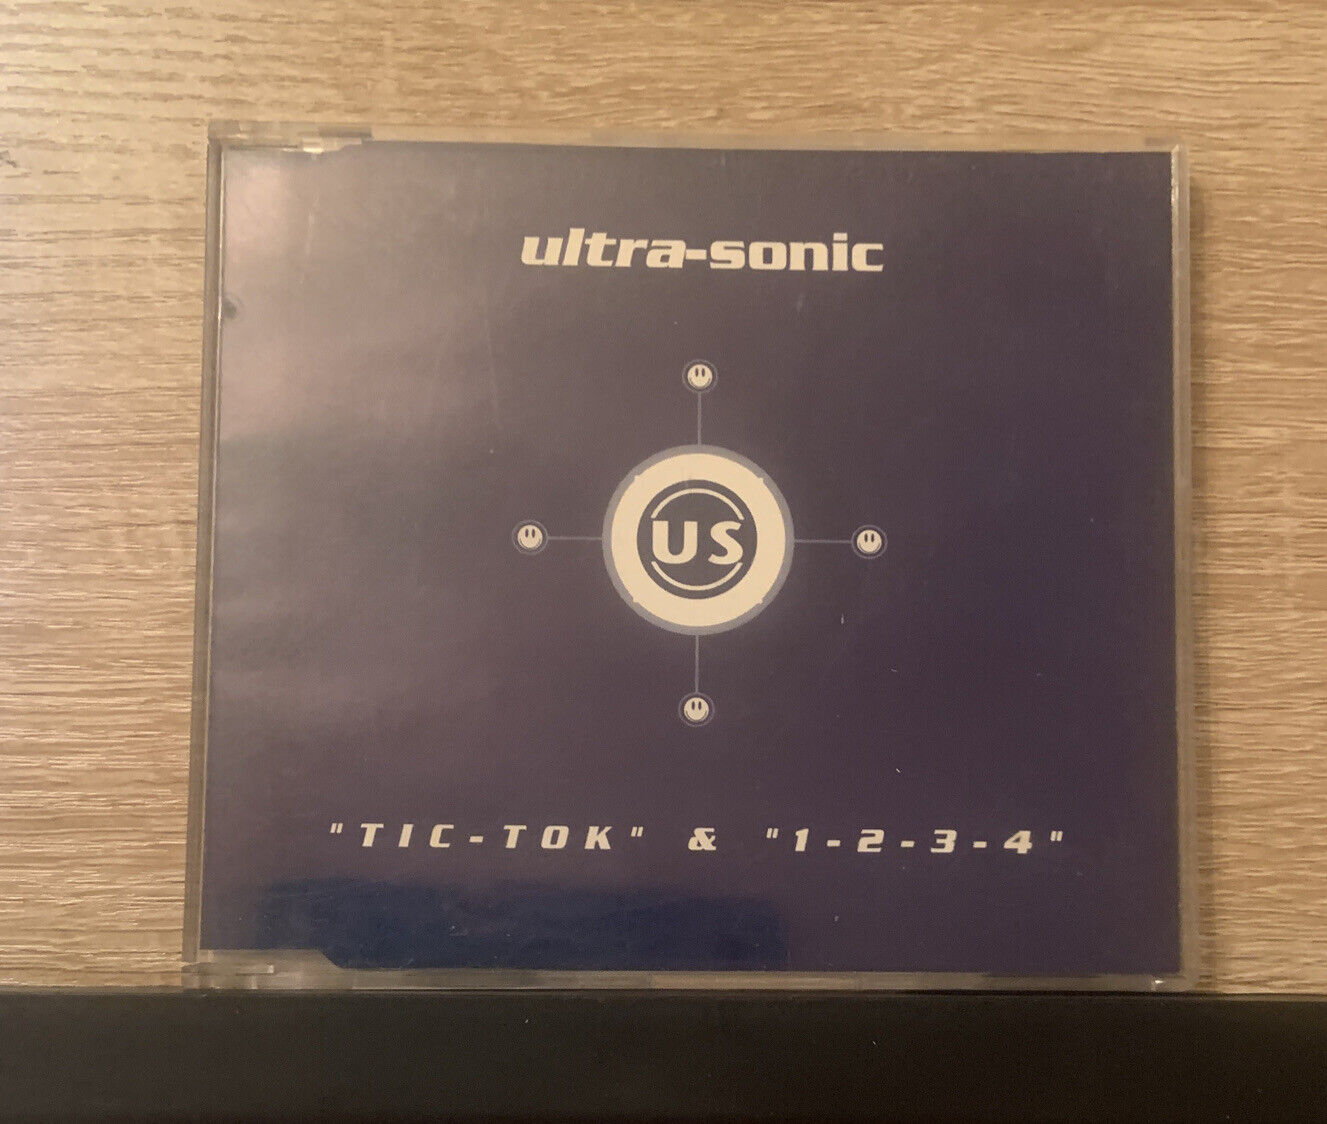 ultra-sonic
US
"TIC-TOK" & "1-2-3-4"